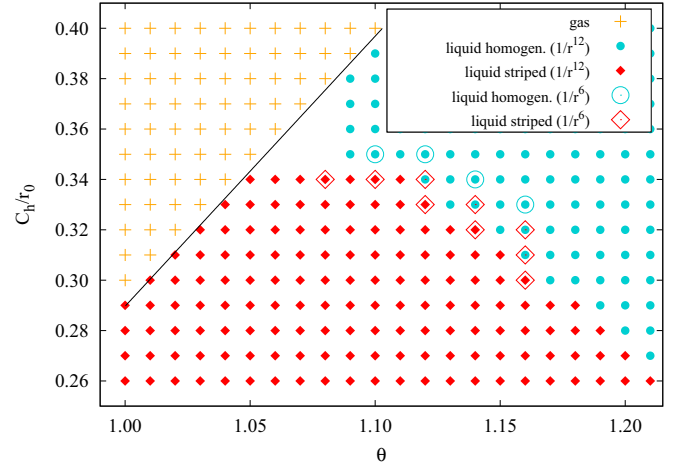 0.40
0.38
0.36
0.34
0.32
0.30
0.28
0.26
C_h/r_0
1.00
1.05
1.10
1.15
1.20
θ
gas
liquid homogen. (1/r^12)
liquid striped (1/r^12)
liquid homogen. (1/r^6)
liquid striped (1/r^6)